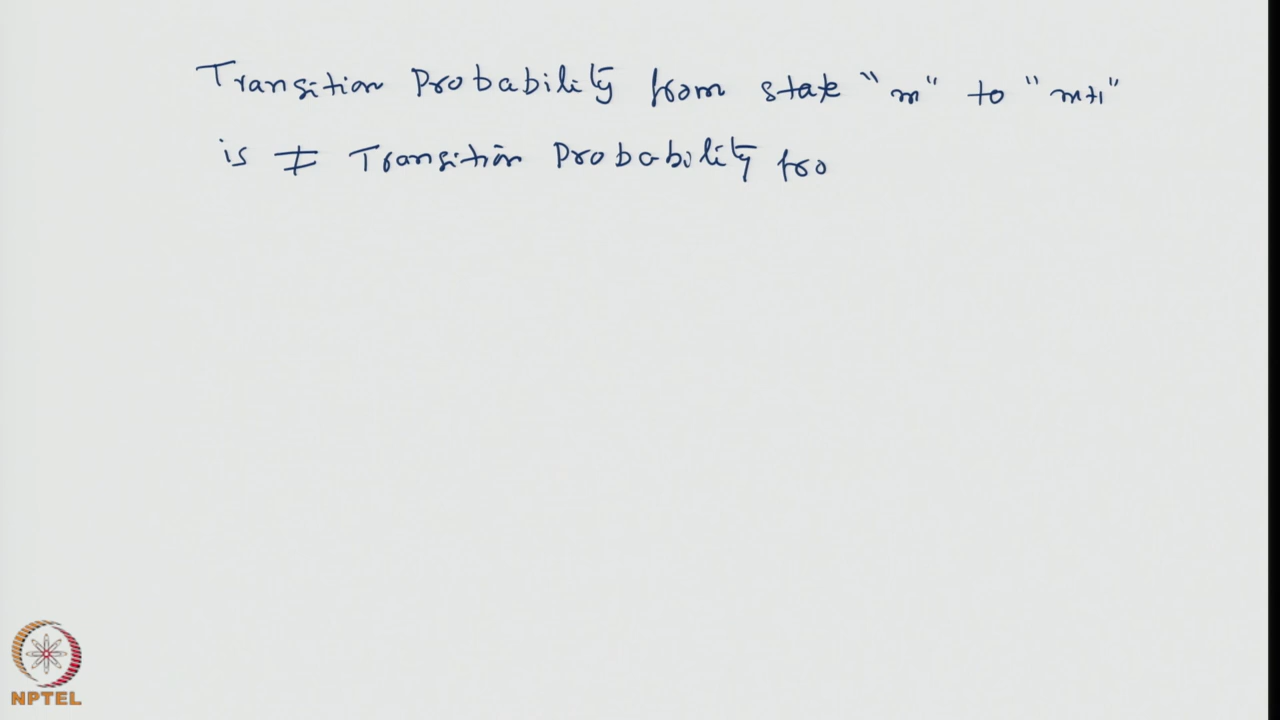 Transition Probability from state "m" to "m+1"
is ≠ Transition Probability fro
NPTEL